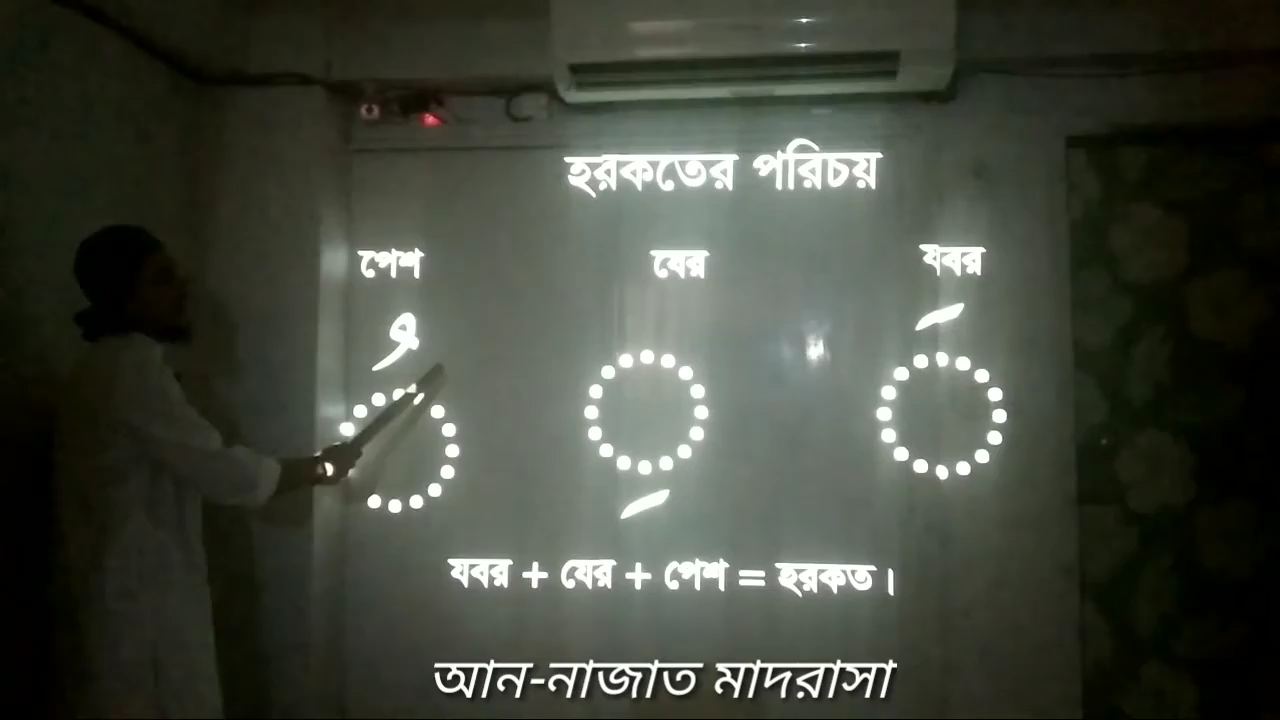 হরকতের পরিচয়
পেশ যের যবর
যবর + যের + পেশ = হরকত।
আন-নাজাত মাদরাসা